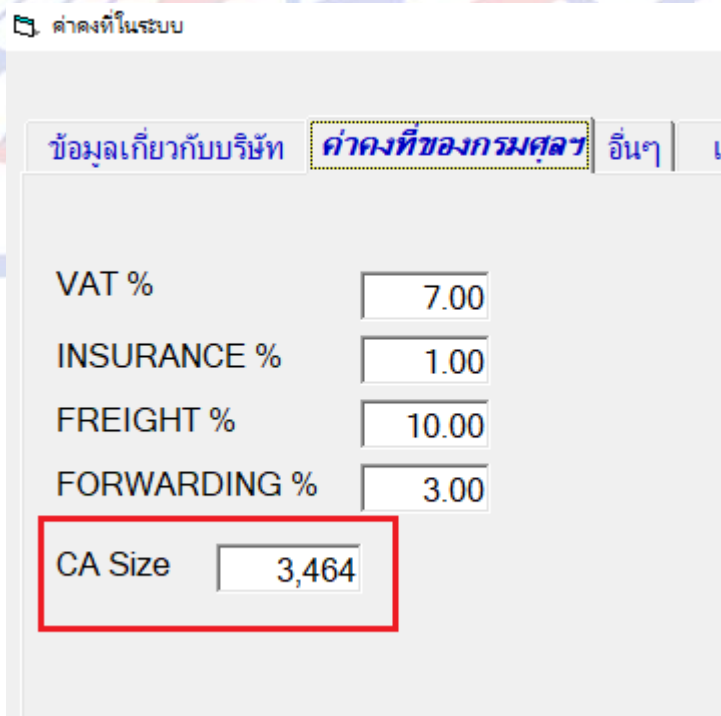 ค่าคงที่ในระบบ
ข้อมูลเกี่ยวกับบริษัท ค่าคงที่ของกรมศุลฯ อื่นๆ
VAT % 7.00
INSURANCE % 1.00
FREIGHT % 10.00
FORWARDING % 3.00
CA Size 3,464